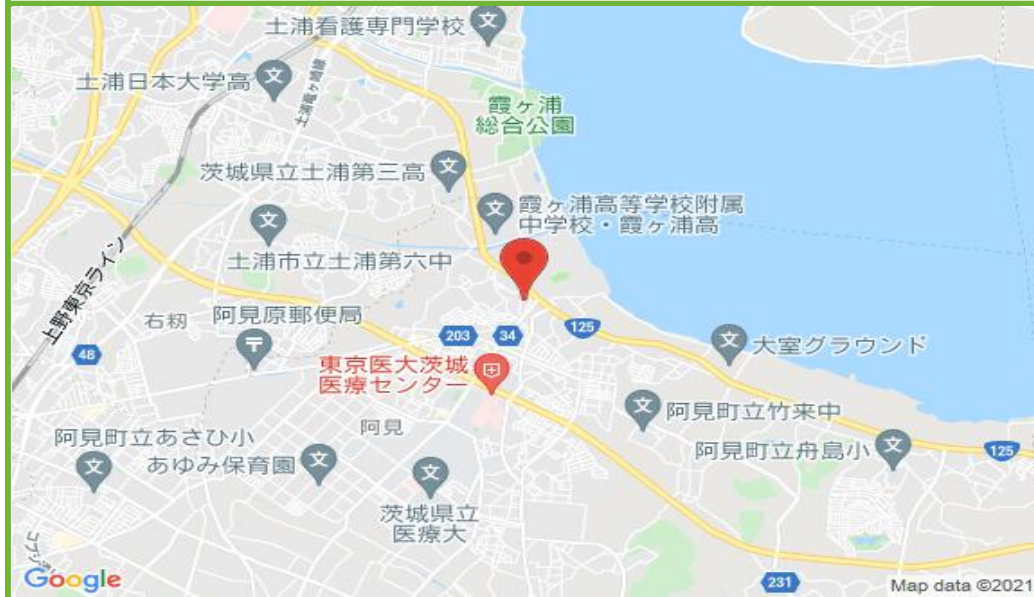 土浦看護専門学校
土浦日本大学高
土浦竜ヶ崎線
霞ヶ浦
総合公園
茨城県立土浦第三高
霞ヶ浦高等学校附属
中学校・霞ヶ浦高
土浦市立土浦第六中
上野東京ライン
右籾
阿見原郵便局
203
34
125
48
大室グラウンド
東京医大茨城
医療センター
阿見町立竹来中
阿見
阿見町立あさひ小
あゆみ保育園
阿見町立舟島小
125
茨城県立
医療大
Google
231
Map data ©2021